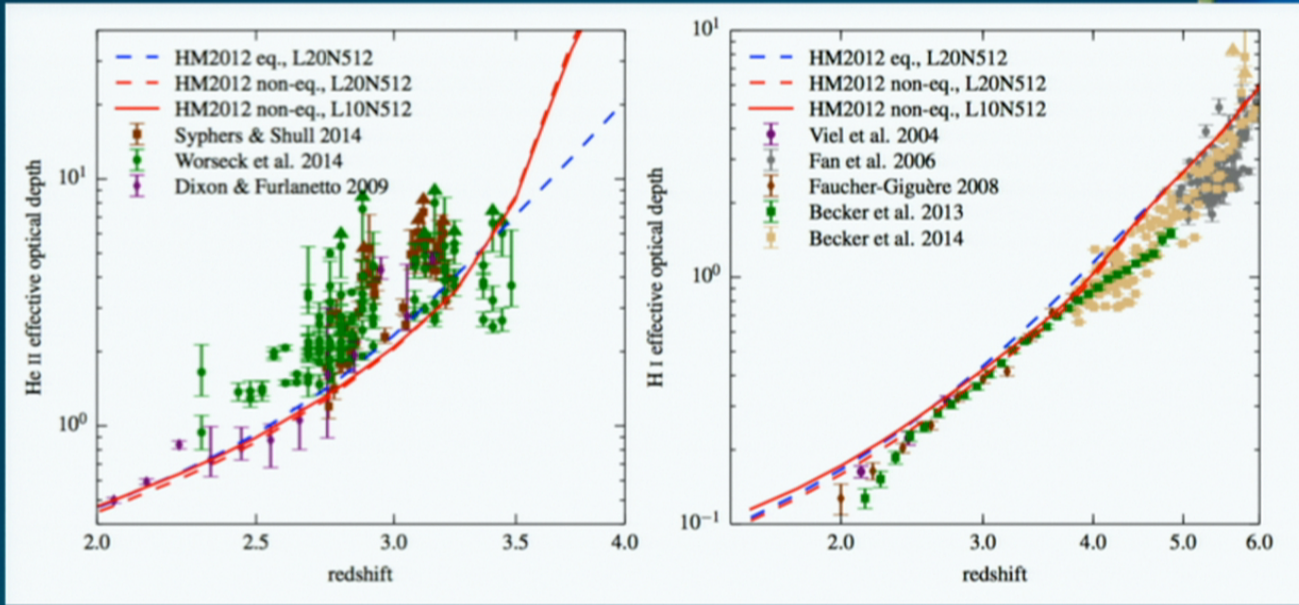 HM2012 eq., L20N512
HM2012 non-eq., L20N512
HM2012 non-eq., L10N512
Syphers & Shull 2014
Worseck et al. 2014
Dixon & Furlanetto 2009
10¹
10⁰
He II effective optical depth
2.0 2.5 3.0 3.5 4.0
redshift
HM2012 eq., L20N512
HM2012 non-eq., L20N512
HM2012 non-eq., L10N512
Viel et al. 2004
Fan et al. 2006
Faucher-Giguère 2008
Becker et al. 2013
Becker et al. 2014
10¹
10⁰
10⁻¹
H I effective optical depth
2.0 3.0 4.0 5.0 6.0
redshift